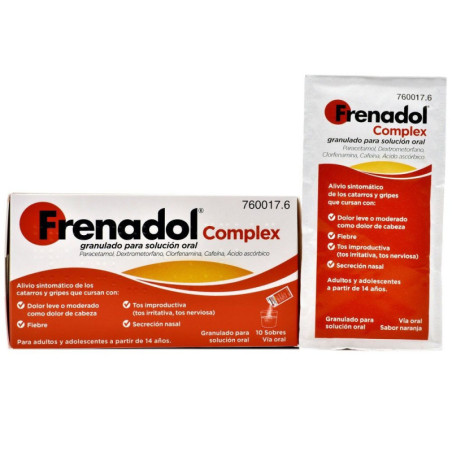 760017.6
Frenadol®
Complex
granulado para solución oral
Paracetamol, Dextrometorfano, Clorfenamina, Cafeína, Ácido ascórbico
Alivio sintomático de los
catarros y gripes que cursan con:
Dolor leve o moderado
como dolor de cabeza
Fiebre
Tos improductiva
(tos irritativa, tos nerviosa)
Secreción nasal
Para adultos y adolescentes a partir de 14 años.
Granulado para
solución oral
10 Sobres
Vía oral
760017.6
Frenadol®
Complex
granulado para solución oral
Paracetamol, Dextrometorfano,
Clorfenamina, Cafeína, Ácido ascórbico
Alivio sintomático
de los catarros y gripes
que cursan con:
Dolor leve o moderado
como dolor de cabeza
Fiebre
Tos improductiva
(tos irritativa, tos nerviosa)
Secreción nasal
Adultos y adolescentes
a partir de 14 años.
Granulado para
solución oral
Vía oral
Sabor naranja